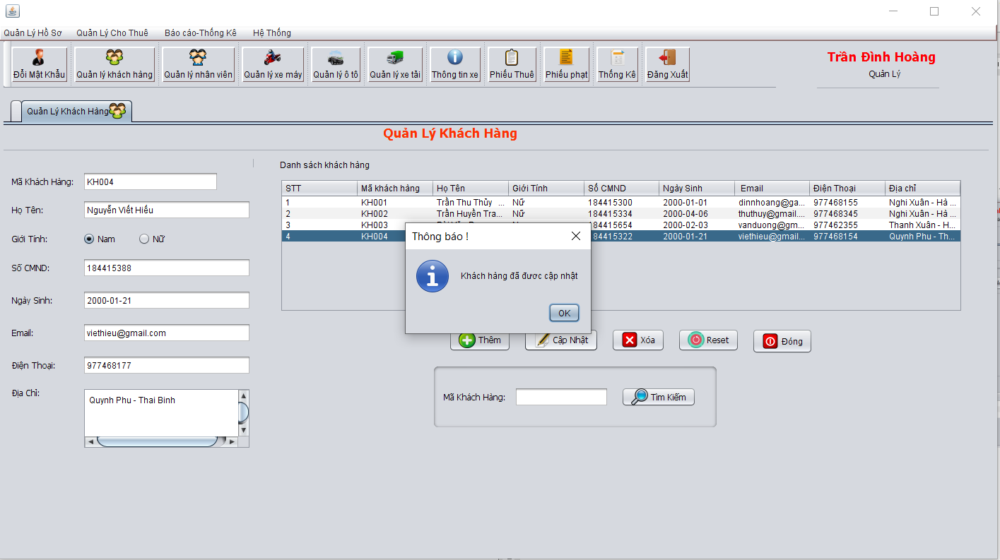 Quản Lý Hồ Sơ Quản Lý Cho Thuê Báo cáo-Thống Kê Hệ Thống
Đổi Mật Khẩu Quản lý khách hàng Quản lý nhân viên Quản lý xe máy Quản lý ô tô Quản lý xe tải Thông tin xe Phiếu Thuê Phiếu phạt Thống Kê Đăng Xuất
Trần Đình Hoàng
Quản Lý
Quản Lý Khách Hàng
Quản Lý Khách Hàng
Mã Khách Hàng: KH004
Họ Tên: Nguyễn Viết Hiếu
Giới Tính: Nam Nữ
Số CMND: 184415388
Ngày Sinh: 2000-01-21
Email: viethieu@gmail.com
Điện Thoại: 977468177
Địa Chỉ: Quynh Phu - Thai Binh
Danh sách khách hàng
STT Mã khách hàng Họ Tên Giới Tính Số CMND Ngày Sinh Email Điện Thoại Địa chỉ
1 KH001 Trần Thu Thủy ... Nữ 184415300 2000-01-01 dinnhoang@ga... 977468155 Nghi Xuân - Hà ...
2 KH002 Trần Huyền Tra... Nữ 184415334 2000-04-06 thuthuy@gmail.... 977468345 Nghi Xuân - Hà ...
3 KH003 184415654 2000-02-03 vanduong@gm... 977462355 Thanh Xuân - H...
4 KH004 184415322 2000-01-21 viethieu@gmail... 977468154 Quynh Phu - Th...
Thông báo !
Khách hàng đã đươc cập nhật
OK
Thêm Cập Nhật Xóa Reset Đóng
Mã Khách Hàng: Tìm Kiếm